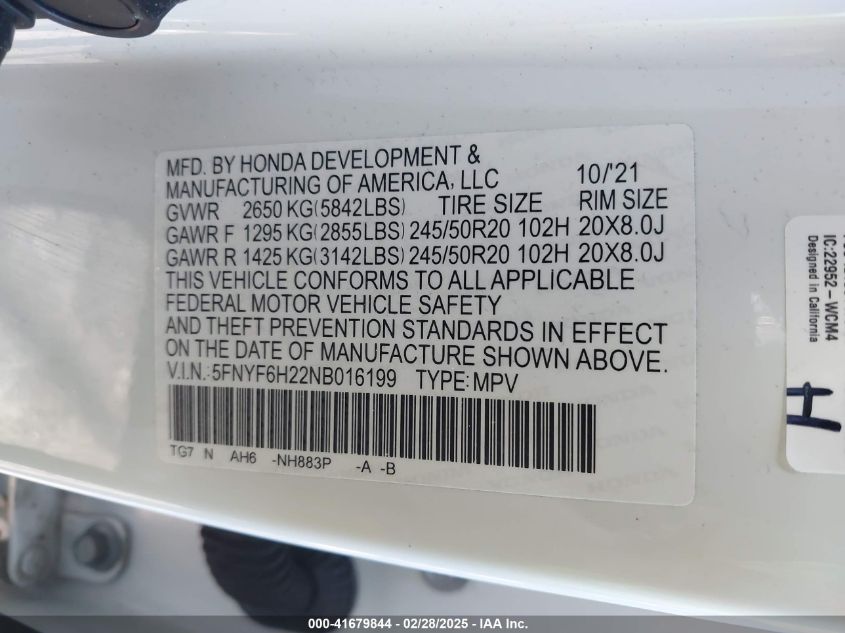 MFD. BY HONDA DEVELOPMENT &
MANUFACTURING OF AMERICA, LLC 10/'21
GVWR 2650 KG(5842LBS) TIRE SIZE RIM SIZE
GAWR F 1295 KG(2855LBS) 245/50R20 102H 20X8.0J
GAWR R 1425 KG(3142LBS) 245/50R20 102H 20X8.0J
THIS VEHICLE CONFORMS TO ALL APPLICABLE
FEDERAL MOTOR VEHICLE SAFETY
AND THEFT PREVENTION STANDARDS IN EFFECT
ON THE DATE OF MANUFACTURE SHOWN ABOVE.
V.I.N.:5FNYF6H22NB016199 TYPE:MPV
TG7 N AH6 -NH883P -A -B
IC:22952-WCM4
Designed in California
H
000-41679844 - 02/28/2025 - IAA Inc.